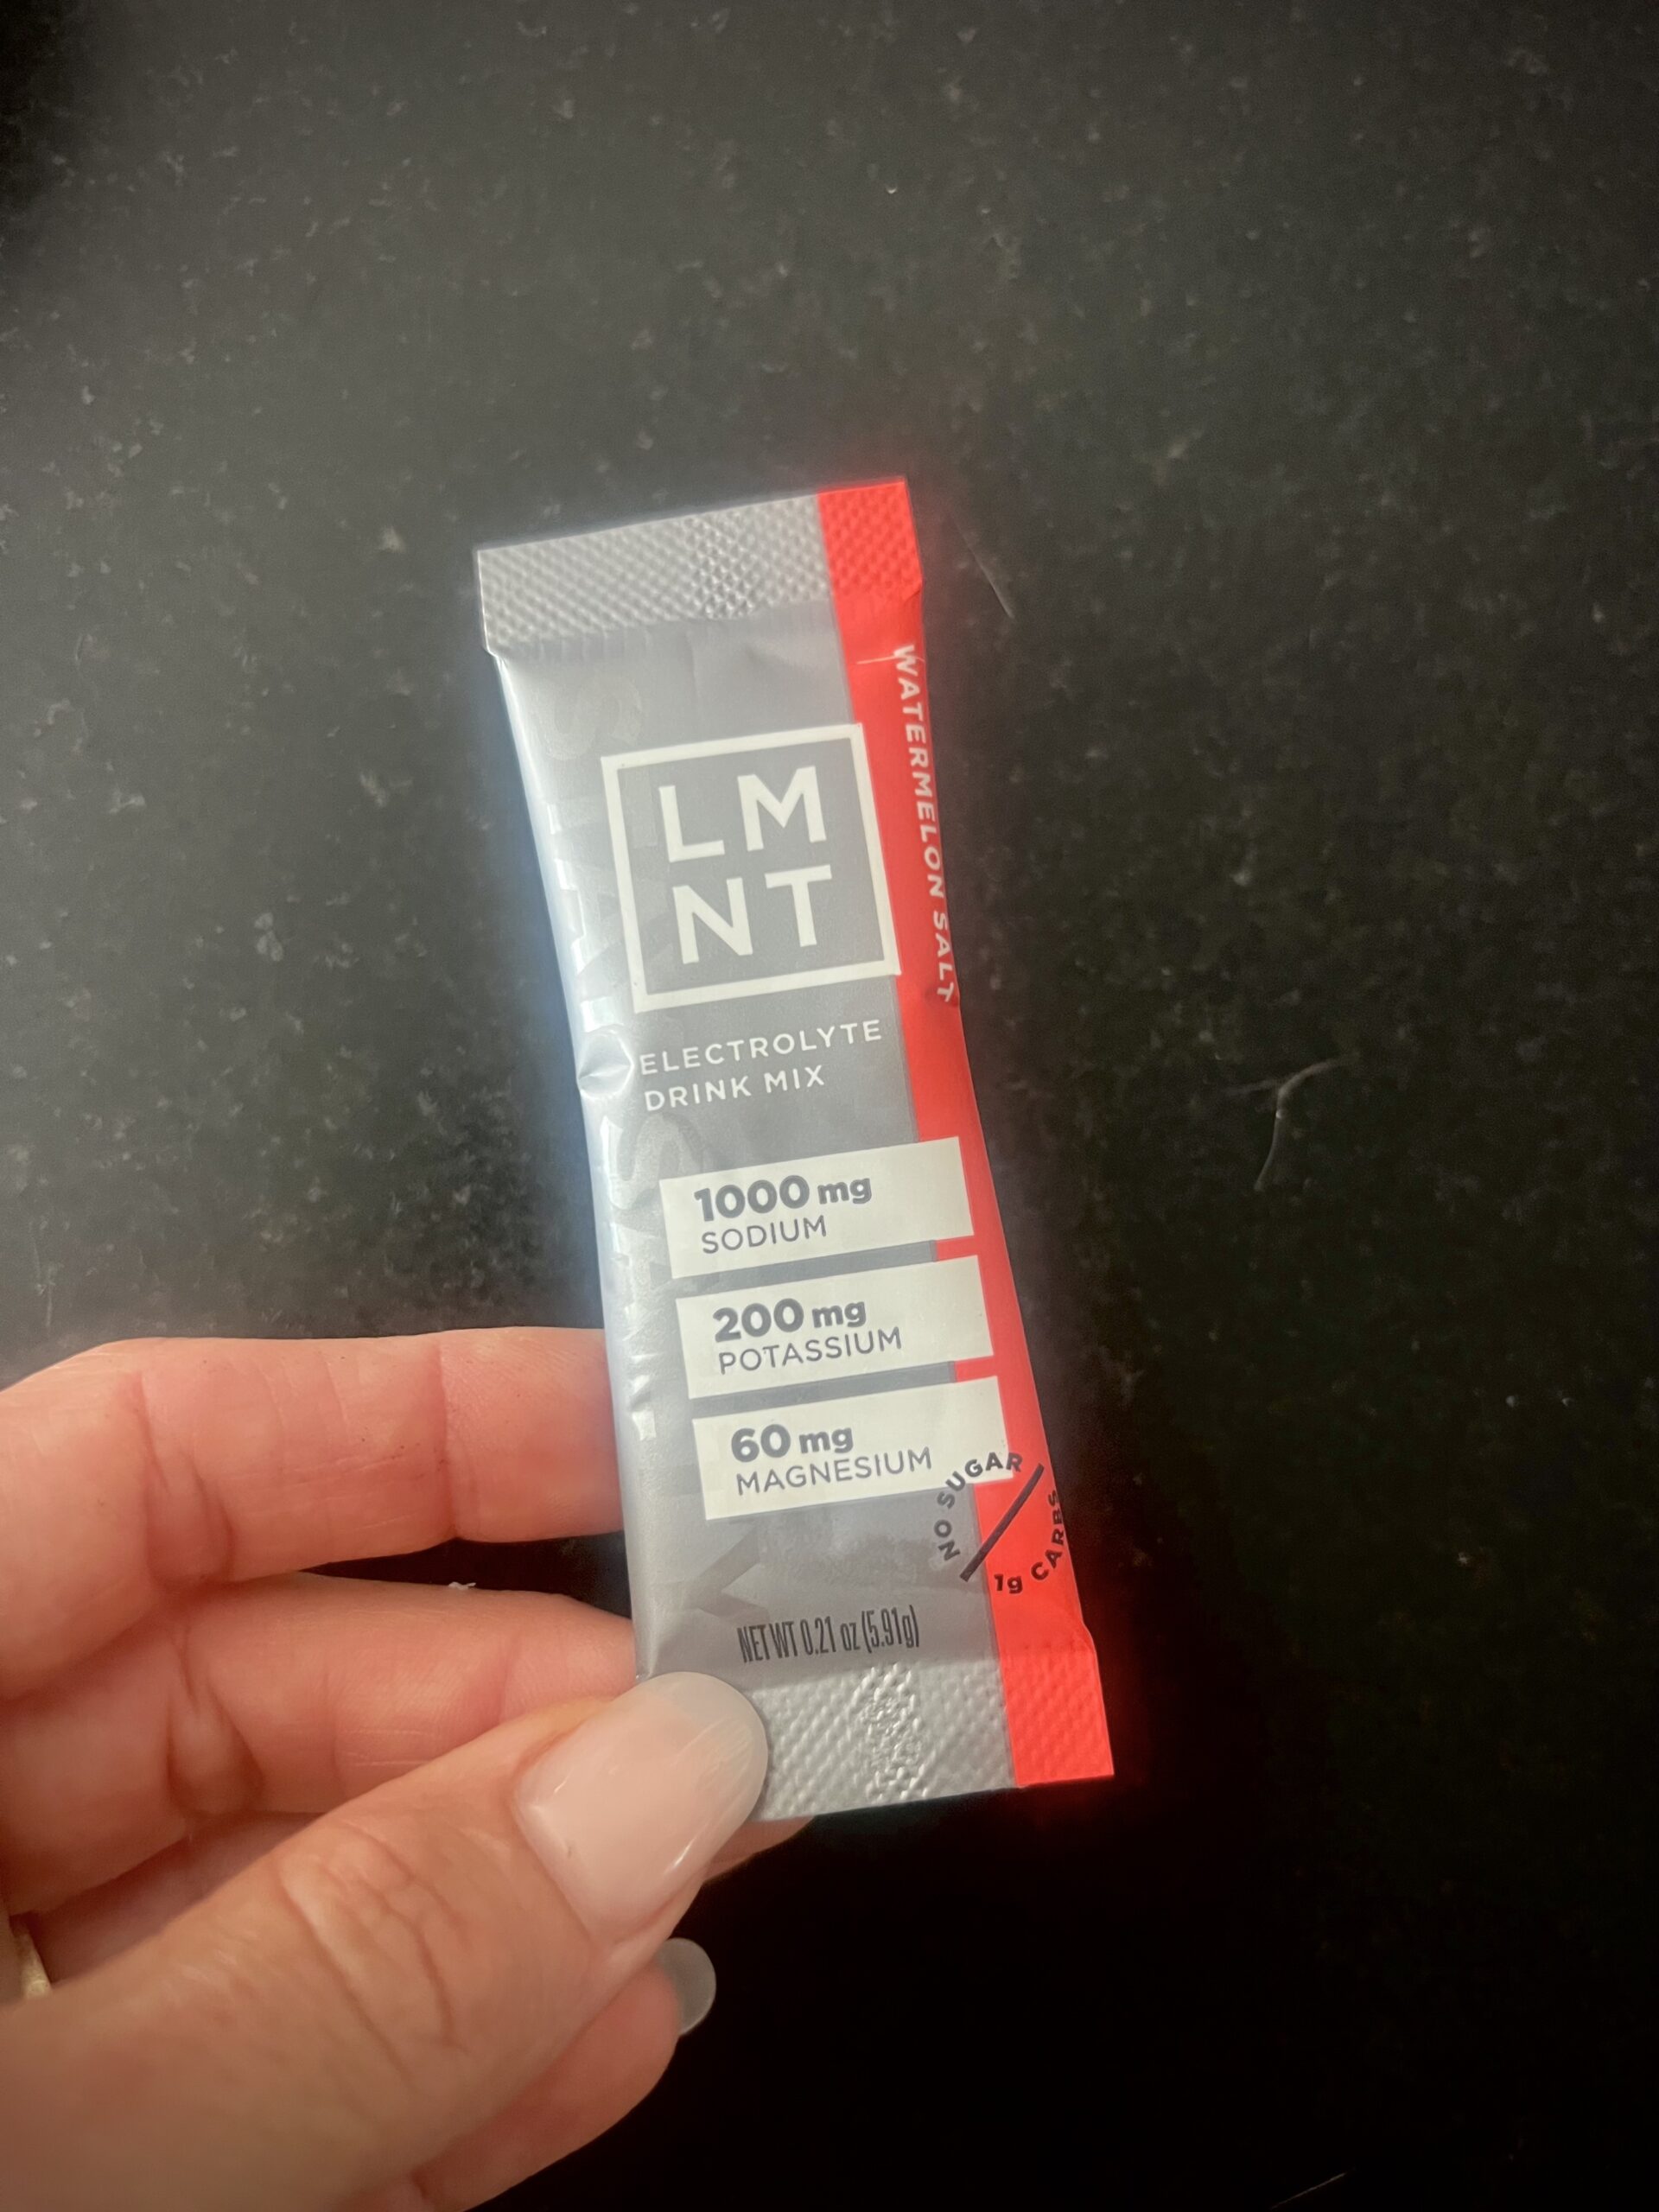 LM
NT
WATERMELON SALT
ELECTROLYTE
DRINK MIX
1000 mg
SODIUM
200 mg
POTASSIUM
60 mg
MAGNESIUM
NO SUGAR
1g CARBS
NET WT 0.21 oz (5.91g)